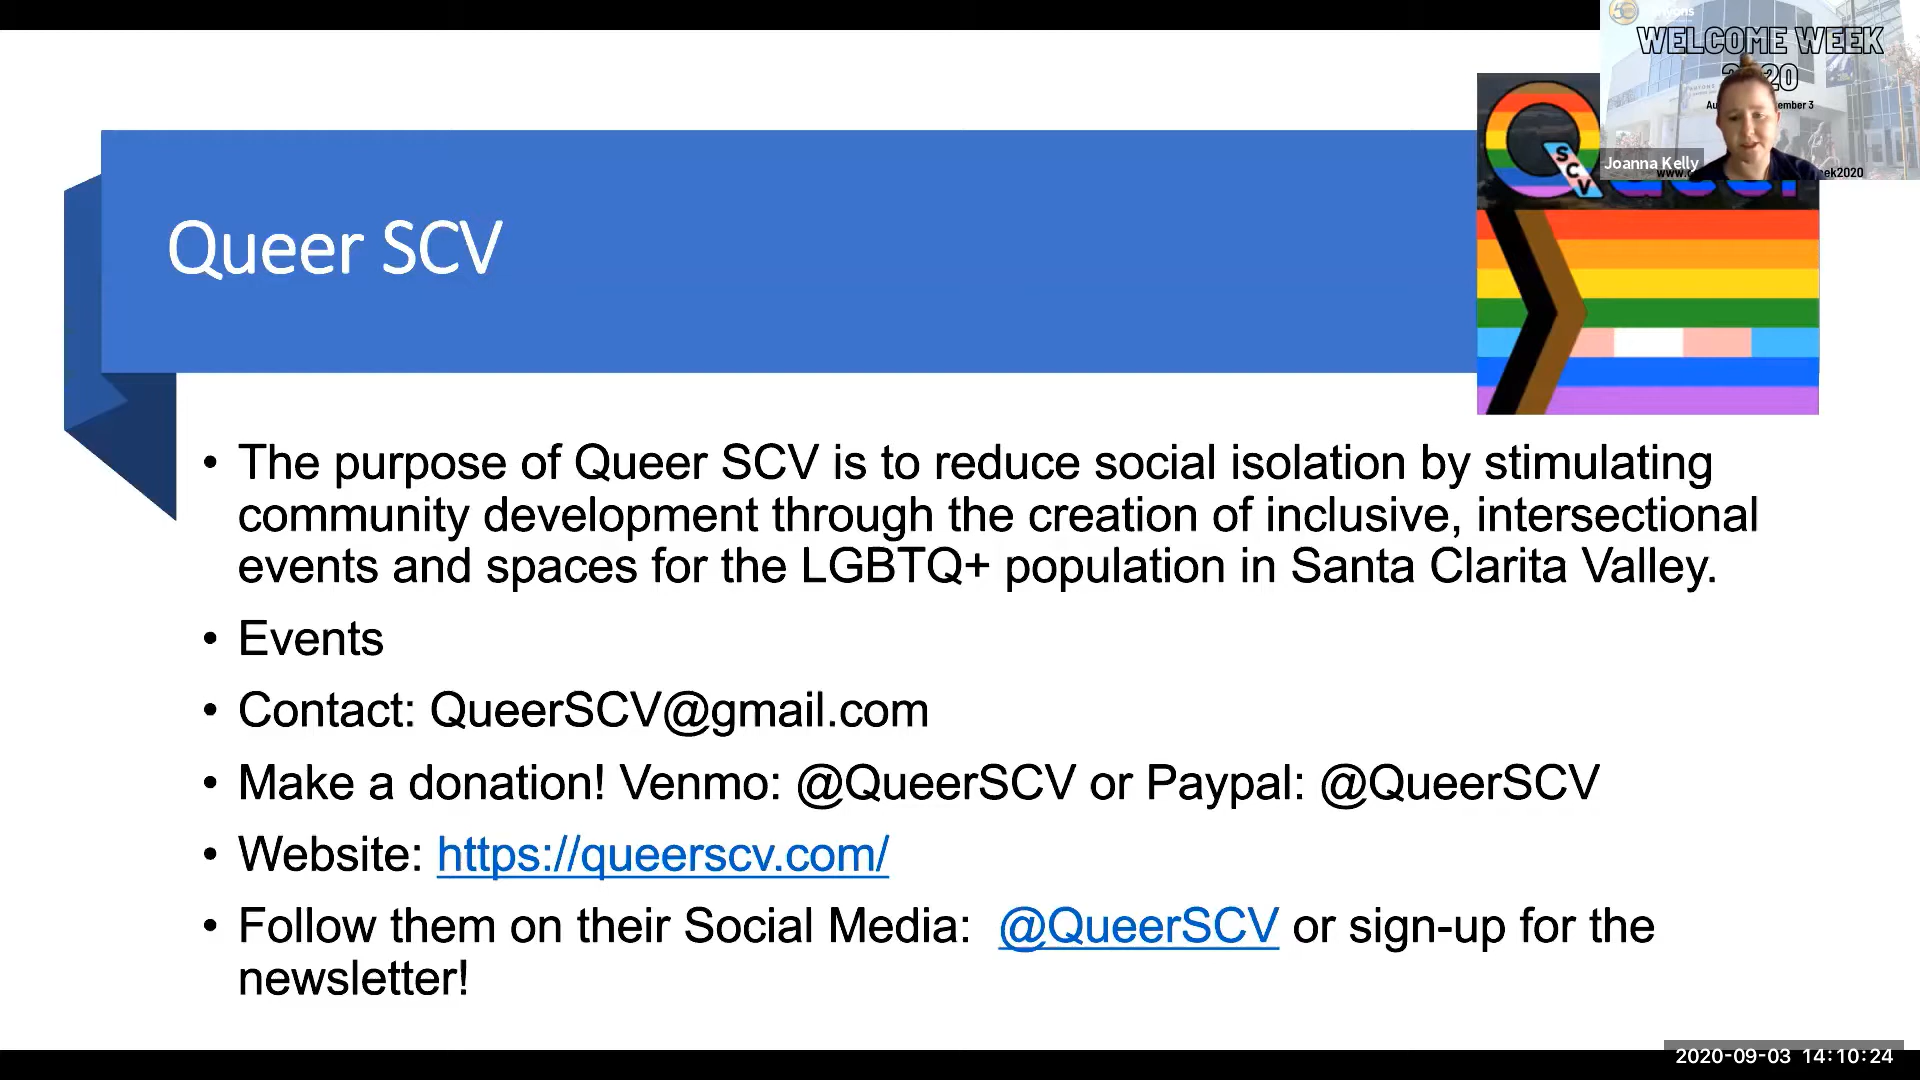 WELCOME WEEK
Joanna Kelly
Q
SCV
Queer SCV
• The purpose of Queer SCV is to reduce social isolation by stimulating
community development through the creation of inclusive, intersectional
events and spaces for the LGBTQ+ population in Santa Clarita Valley.
• Events
• Contact: QueerSCV@gmail.com
• Make a donation! Venmo: @QueerSCV or Paypal: @QueerSCV
• Website: https://queerscv.com/
• Follow them on their Social Media: @QueerSCV or sign-up for the
newsletter!
2020-09-03 14:10:24